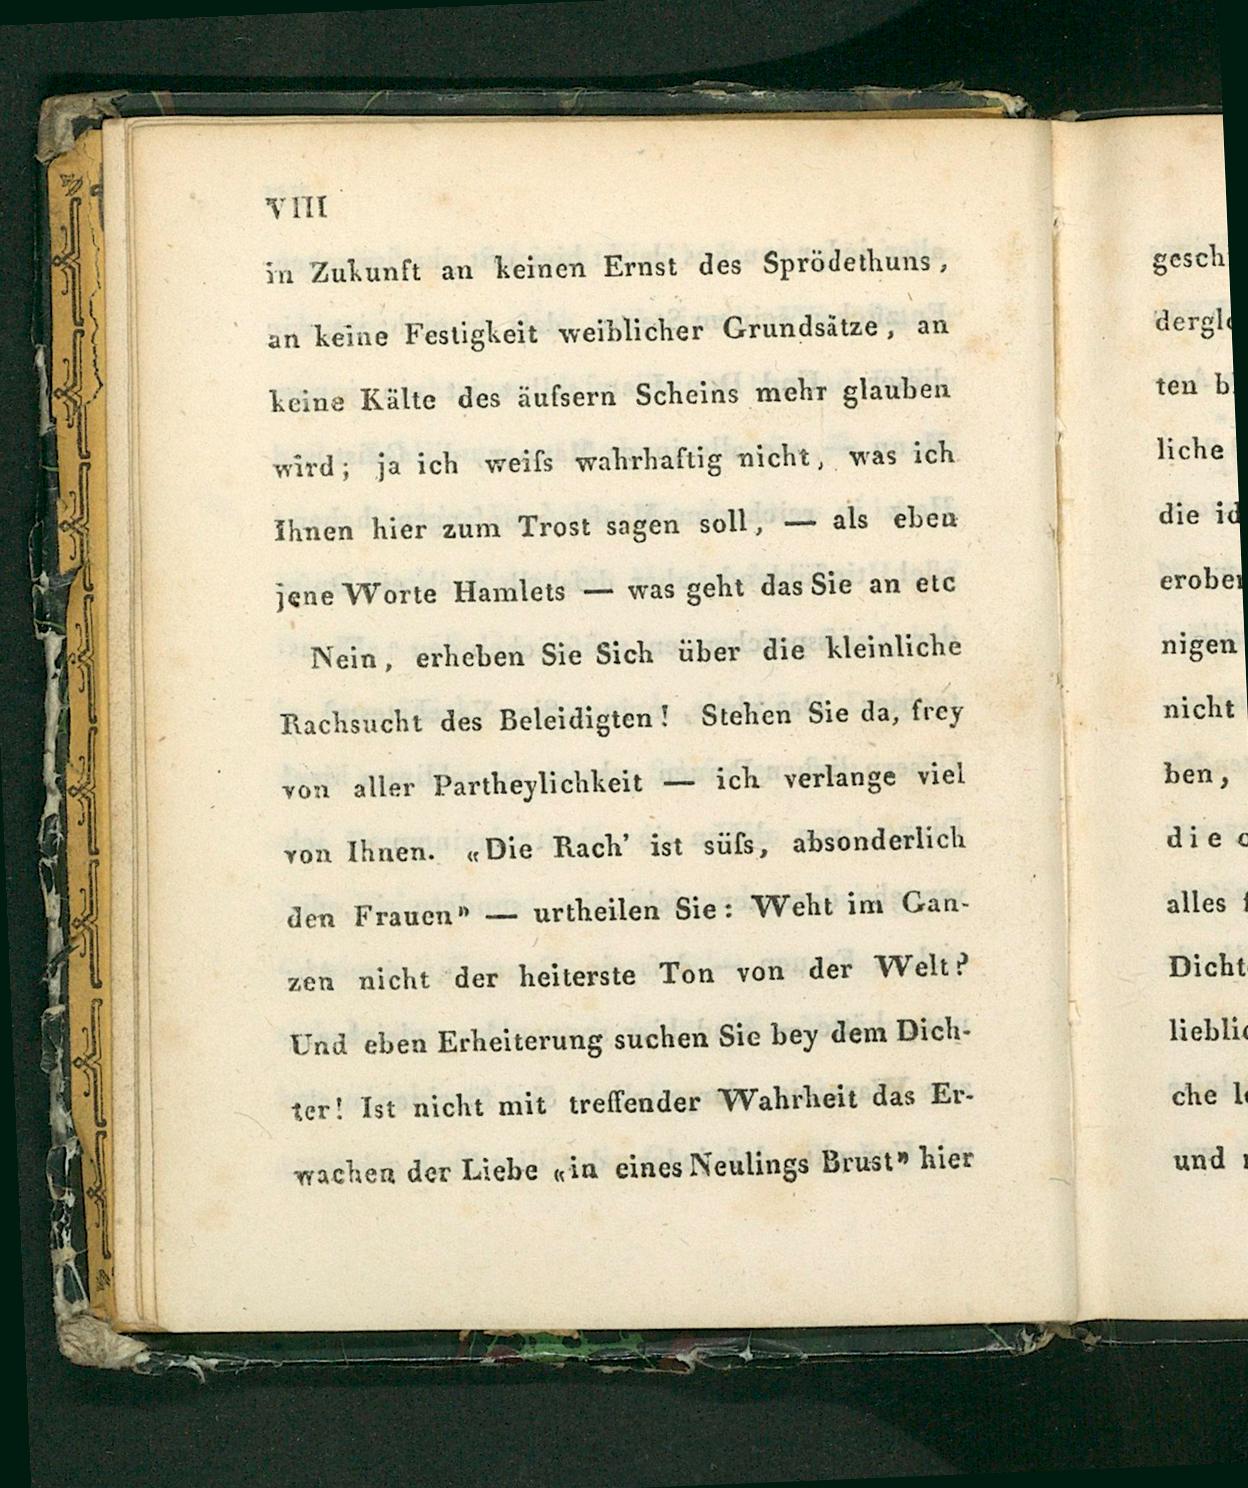 VIII
in Zukunft an keinen Ernst des Sprödethuns,
an keine Festigkeit weiblicher Grundsätze, an
keine Kälte des äuſsern Scheins mehr glauben
wird; ja ich weiſs wahrhaftig nicht, was ich
Ihnen hier zum Trost sagen soll, — als eben
jene Worte Hamlets — was geht das Sie an etc
Nein, erheben Sie Sich über die kleinliche
Rachsucht des Beleidigten! Stehen Sie da, frey
von aller Partheylichkeit — ich verlange viel
von Ihnen. «Die Rach' ist süſs, absonderlich
den Frauen» — urtheilen Sie: Weht im Gan-
zen nicht der heiterste Ton von der Welt?
Und eben Erheiterung suchen Sie bey dem Dich-
ter! Ist nicht mit treffender Wahrheit das Er-
wachen der Liebe «in eines Neulings Brust» hier
gesch
ten b
liche
die id
nigen
nicht
ben,
die
alles
Dicht
che
und